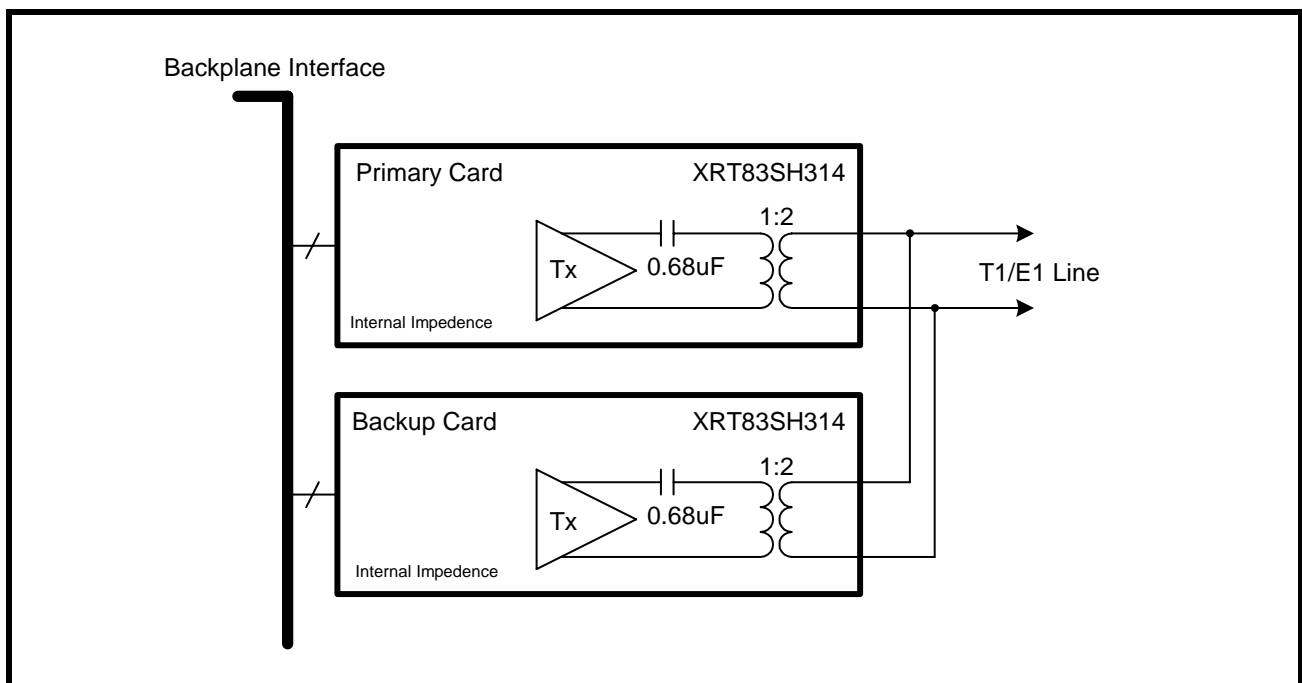 Backplane Interface
Primary Card XRT83SH314
1:2
Tx 0.68uF
T1/E1 Line
Internal Impedence
Backup Card XRT83SH314
1:2
Tx 0.68uF
Internal Impedence